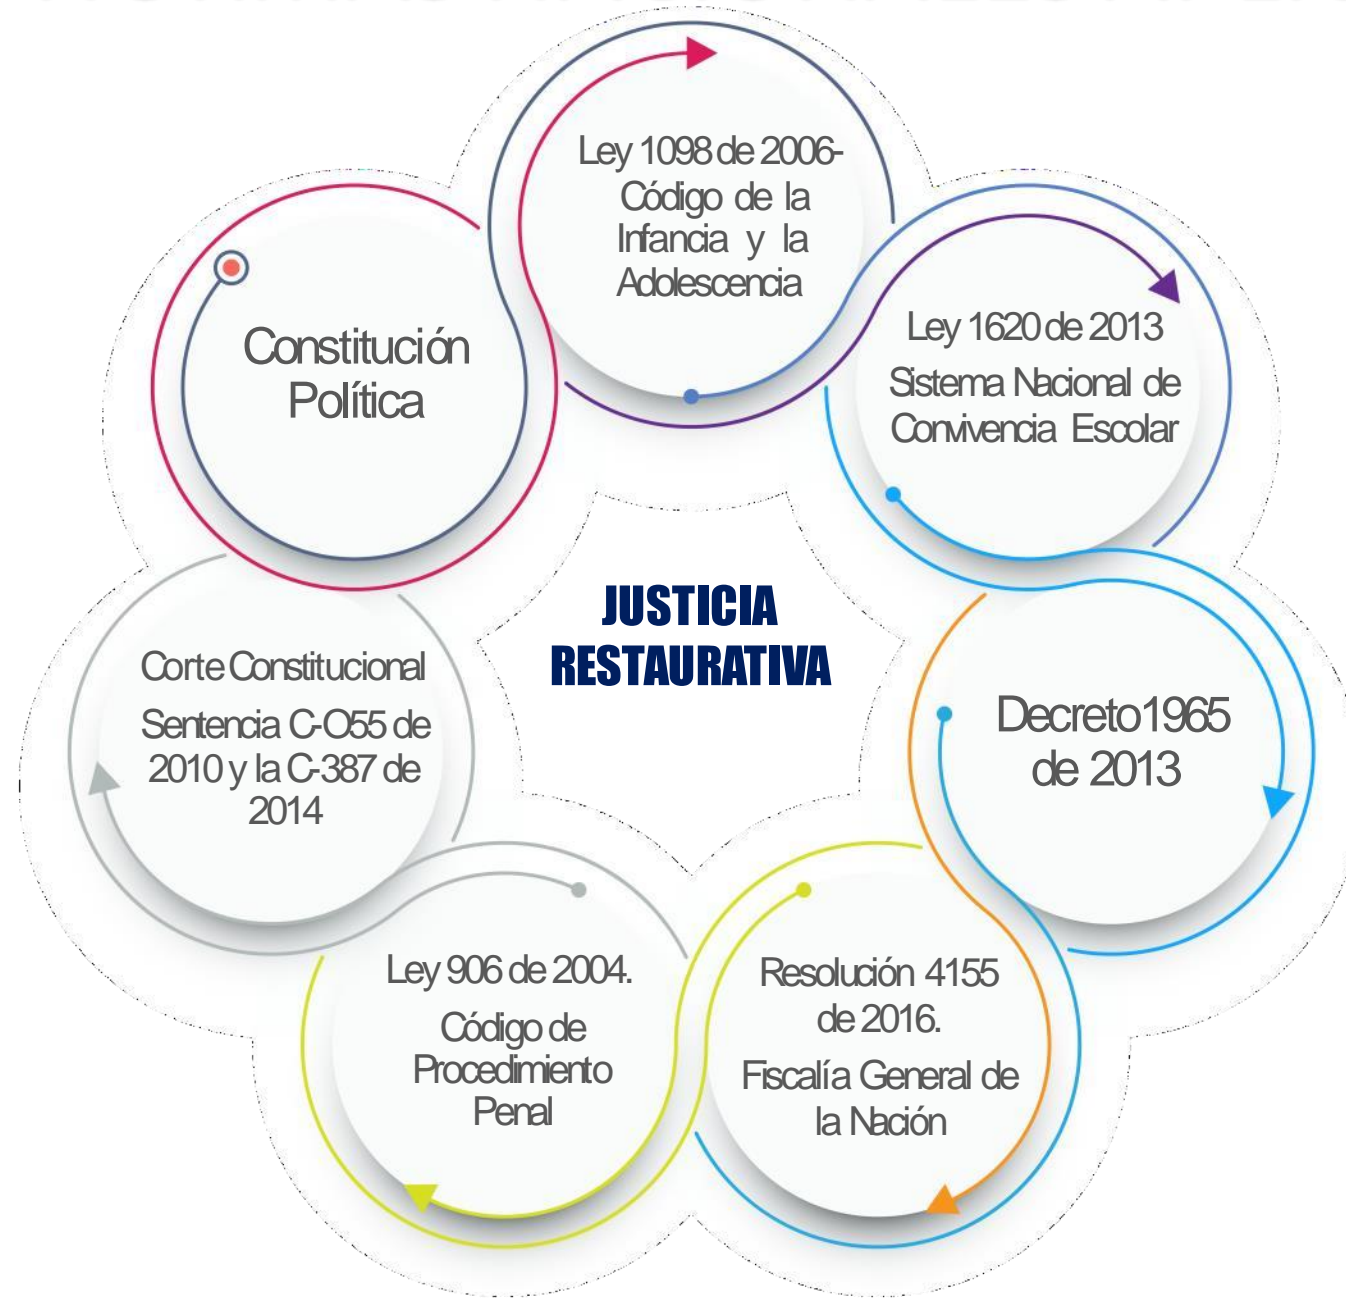 Ley 1098 de 2006-
Código de la
Infancia y la
Adolescencia
Constitución
Política
Ley 1620 de 2013
Sistema Nacional de
Convivencia Escolar
JUSTICIA
RESTAURATIVA
Corte Constitucional
Sentencia C-O55 de
2010 y la C-387 de
2014
Decreto1965
de 2013
Ley 906 de 2004.
Código de
Procedimiento
Penal
Resolución 4155
de 2016.
Fiscalía General de
la Nación